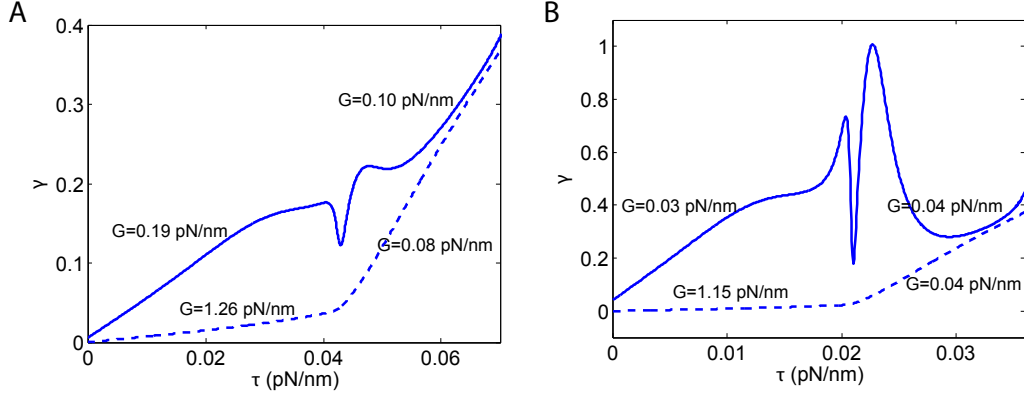 A
0.4
0.3
0.2
0.1
0
γ
G=0.10 pN/nm
G=0.19 pN/nm
G=0.08 pN/nm
G=1.26 pN/nm
0
0.02
0.04
0.06
τ (pN/nm)
B
1
0.8
0.6
0.4
0.2
0
γ
G=0.03 pN/nm
G=0.04 pN/nm
G=1.15 pN/nm
G=0.04 pN/nm
0
0.01
0.02
0.03
τ (pN/nm)